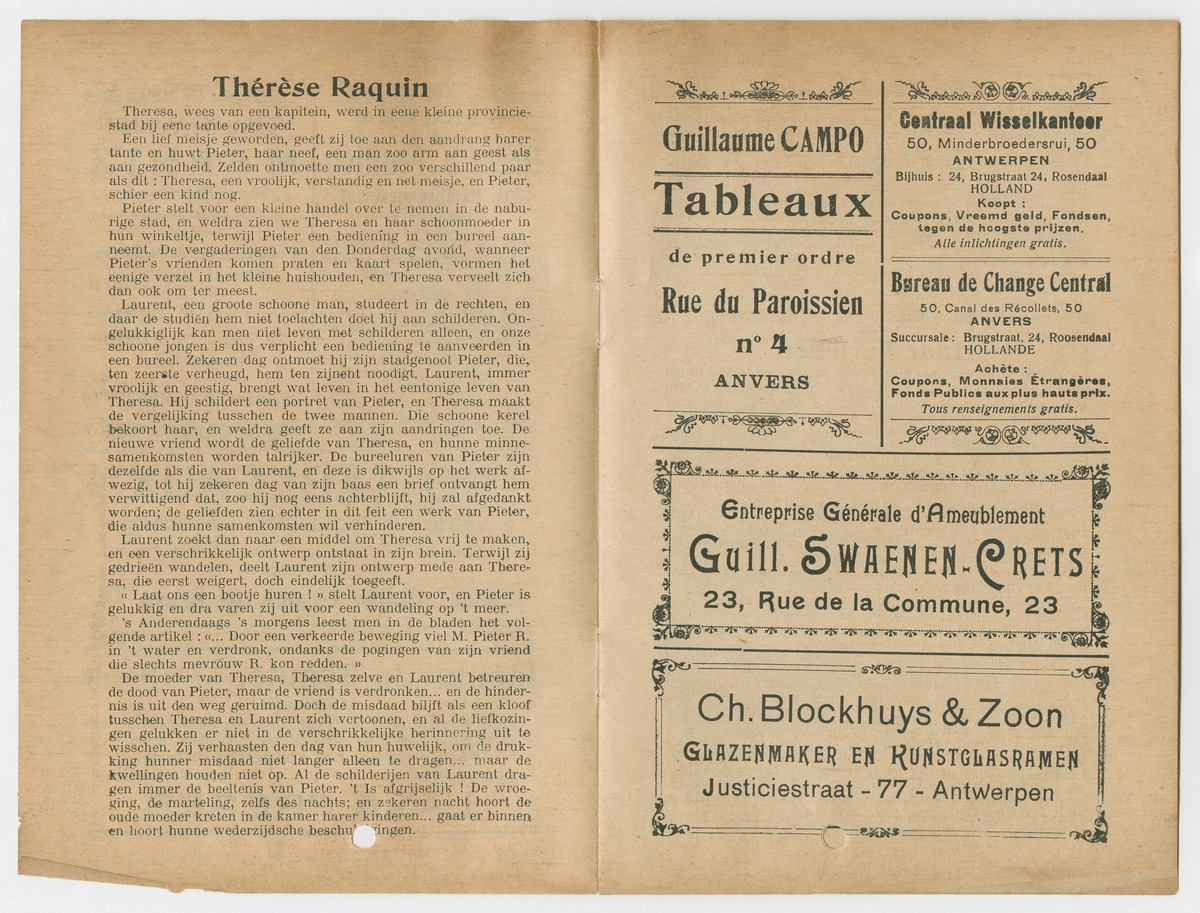 Thérèse Raquin
Theresa, wees van een kapitein, werd in eene kleine provincie-
stad bij eene tante opgevoed.
Een lief meisje geworden, geeft zij toe aan den aandrang harer
tante en huwt Pieter, haar neef, een man zoo arm aan geest als
aan gezondheid. Zelden ontmoette men een zoo verschillend paar
als dit : Theresa, een vroolijk, verstandig en net meisje, en Pieter,
schier een kind nog.
Pieter stelt voor een kleine handel over te nemen in de nabu-
rige stad, en weldra zien we Theresa en haar schoonmoeder in
hun winkeltje, terwijl Pieter een bediening in een bureel aan-
neemt. De vergaderingen van den Donderdag avond, wanneer
Pieter's vrienden komen praten en kaart spelen, vormen het
eenige verzet in het kleine huishouden, en Theresa verveelt zich
dan ook om ter meest.
Laurent, een groote schoone man, studeert in de rechten, en
daar de studiën hem niet toelachten doet hij aan schilderen. On-
gelukkiglijk kan men niet leven met schilderen alleen, en onze
schoone jongen is dus verplicht een bediening te aanveerden in
een bureel. Zekeren dag ontmoet hij zijn stadgenoot Pieter, die,
ten zeerste verheugd, hem ten zijnent noodigt. Laurent, immer
vroolijk en geestig, brengt wat leven in het eentonige leven van
Theresa. Hij schildert een portret van Pieter, en Theresa maakt
de vergelijking tusschen de twee mannen. Die schoone kerel
bekoort haar, en weldra geeft ze aan zijn aandringen toe. De
nieuwe vriend wordt de geliefde van Theresa, en hunne minne-
samenkomsten worden talrijker. De bureeluren van Pieter zijn
dezelfde als die van Laurent, en deze is dikwijls op het werk af-
wezig, tot hij zekeren dag van zijn baas een brief ontvangt hem
verwittigend dat, zoo hij nog eens achterblijft, hij zal afgedankt
worden; de geliefden zien echter in dit feit een werk van Pieter,
die aldus hunne samenkomsten wil verhinderen.
Laurent zoekt dan naar een middel om Theresa vrij te maken,
en een verschrikkelijk ontwerp ontstaat in zijn brein. Terwijl zij
gedrieën wandelen, deelt Laurent zijn ontwerp mede aan There-
sa, die eerst weigert, doch eindelijk toegeeft.
« Laat ons een bootje huren ! » stelt Laurent voor, en Pieter is
gelukkig en dra varen zij uit voor een wandeling op 't meer.
's Anderendaags 's morgens leest men in de bladen het vol-
gende artikel : «... Door een verkeerde beweging viel M. Pieter R.
in 't water en verdronk, ondanks de pogingen van zijn vriend
die slechts mevrouw R. kon redden. »
De moeder van Theresa, Theresa zelve en Laurent betreuren
de dood van Pieter, maar de vriend is verdronken... en de hinder-
nis is uit den weg geruimd. Doch de misdaad biljft als een kloof
tusschen Theresa en Laurent zich vertoonen, en al de liefkozin-
gen gelukken er niet in de verschrikkelijke herinnering uit te
wisschen. Zij verhaasten den dag van hun huwelijk, om de druk-
king hunner misdaad niet langer alleen te dragen... maar de
kwellingen houden niet op. Al de schilderijen van Laurent dra-
gen immer de beeltenis van Pieter. 't Is afgrijselijk ! De wroe-
ging, de marteling, zelfs des nachts; en zekeren nacht hoort de
oude moeder kreten in de kamer harer kinderen... gaat er binnen
en hoort hunne wederzijdsche beschu ingen.
Guillaume CAMPO
Tableaux
de premier ordre
Rue du Paroissien
nº 4
ANVERS
Centraal Wisselkantoor
50, Minderbroedersrui, 50
ANTWERPEN
Bijhuis : 24, Brugstraat 24, Rosendaal
HOLLAND
Koopt :
Coupons, Vreemd geld, Fondsen,
tegen de hoogste prijzen.
Alle inlichtingen gratis.
Bureau de Change Central
50, Canal des Récollets, 50
ANVERS
Succursale : Brugstraat, 24, Roosendaal
HOLLANDE
Achète :
Coupons, Monnaies Étrangères,
Fonds Publics aux plus hauts prix.
Tous renseignements gratis.
Entreprise Générale d'Ameublement
Guill. SWAENEN-CRETS
23, Rue de la Commune, 23
Ch. Blockhuys & Zoon
GLAZENMAKER EN KUNSTGLASRAMEN
Justiciestraat - 77 - Antwerpen